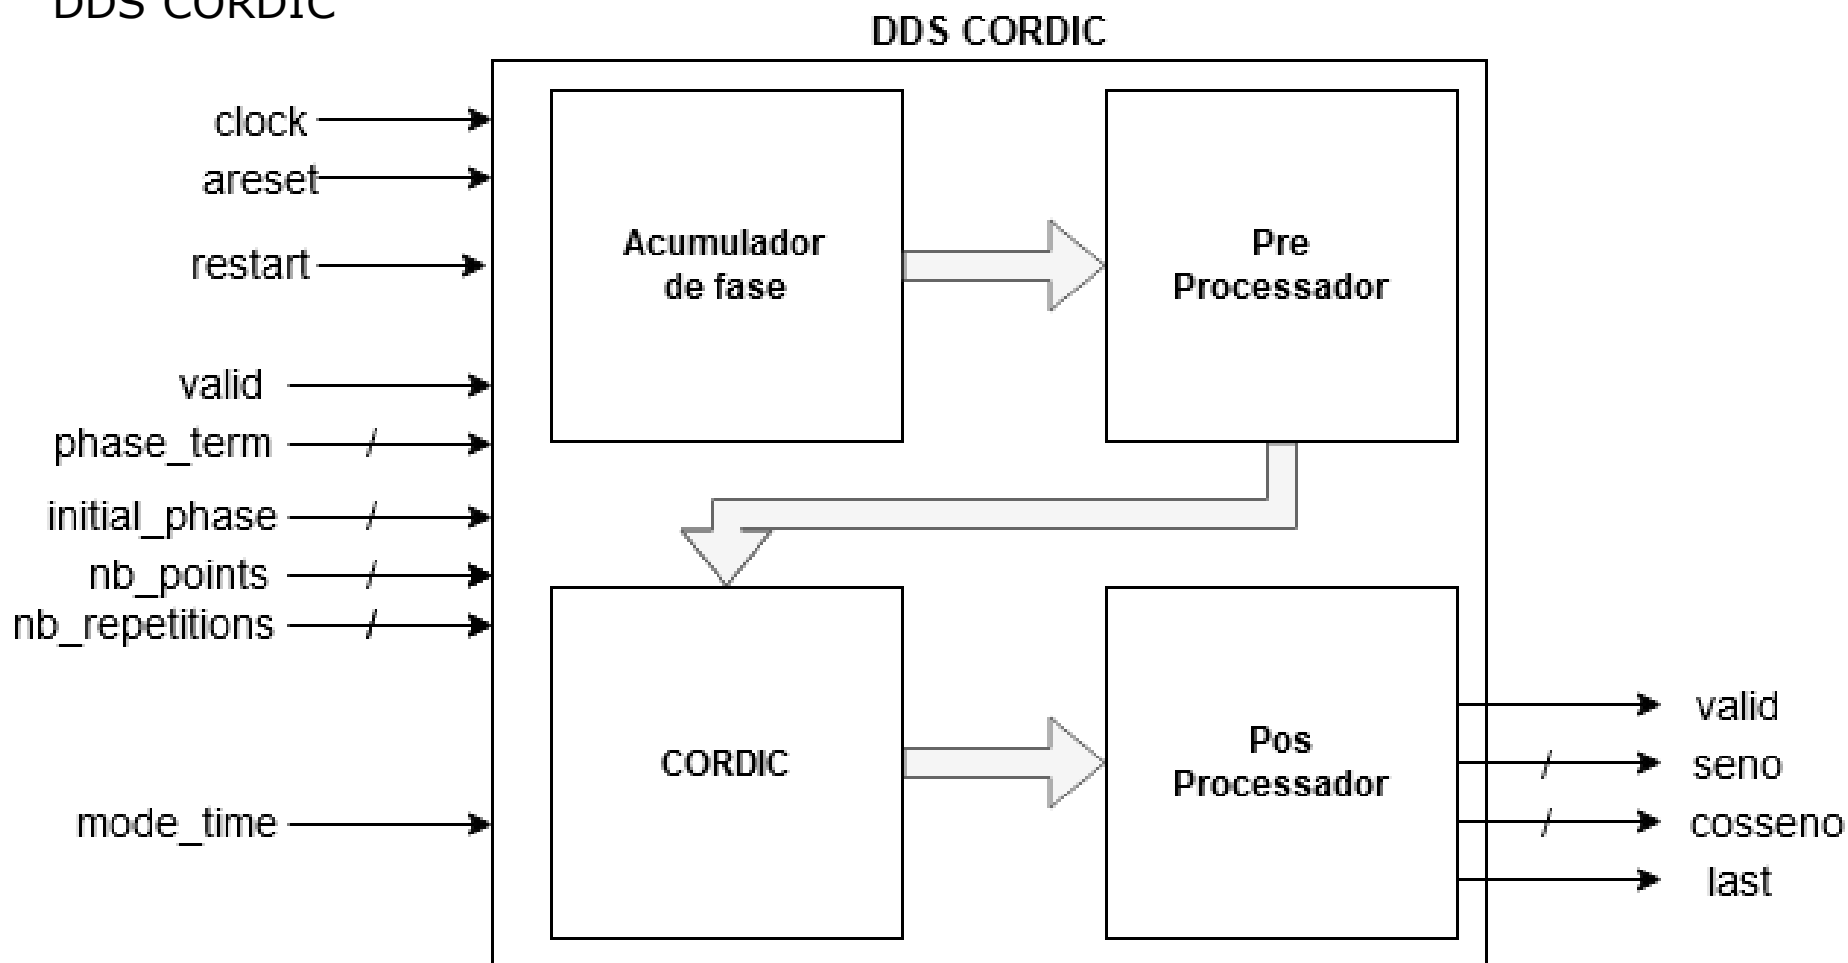 DDS CORDIC
DDS CORDIC
clock
areset
restart
valid
phase_term
initial_phase
nb_points
nb_repetitions
mode_time
Acumulador
de fase
Pre
Processador
CORDIC
Pos
Processador
valid
seno
cosseno
last